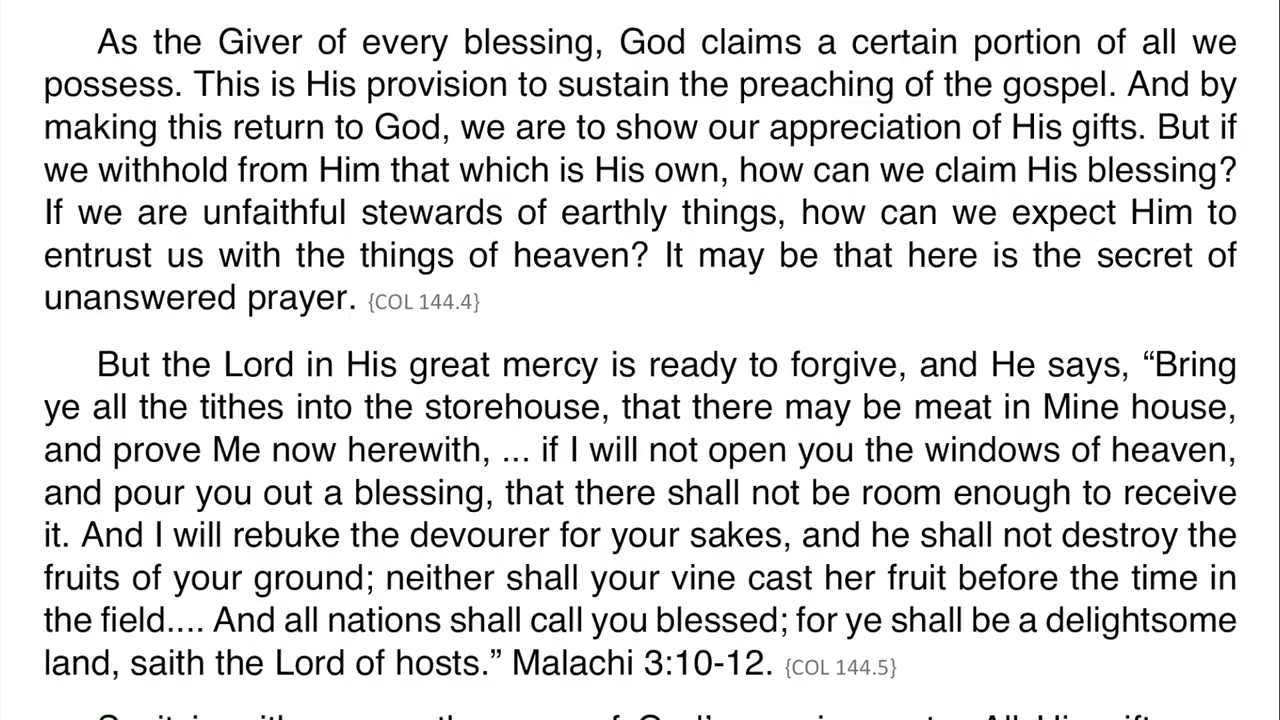 As the Giver of every blessing, God claims a certain portion of all we
possess. This is His provision to sustain the preaching of the gospel. And by
making this return to God, we are to show our appreciation of His gifts. But if
we withhold from Him that which is His own, how can we claim His blessing?
If we are unfaithful stewards of earthly things, how can we expect Him to
entrust us with the things of heaven? It may be that here is the secret of
unanswered prayer. {COL 144.4}
But the Lord in His great mercy is ready to forgive, and He says, “Bring
ye all the tithes into the storehouse, that there may be meat in Mine house,
and prove Me now herewith, ... if I will not open you the windows of heaven,
and pour you out a blessing, that there shall not be room enough to receive
it. And I will rebuke the devourer for your sakes, and he shall not destroy the
fruits of your ground; neither shall your vine cast her fruit before the time in
the field.... And all nations shall call you blessed; for ye shall be a delightsome
land, saith the Lord of hosts.” Malachi 3:10-12. {COL 144.5}